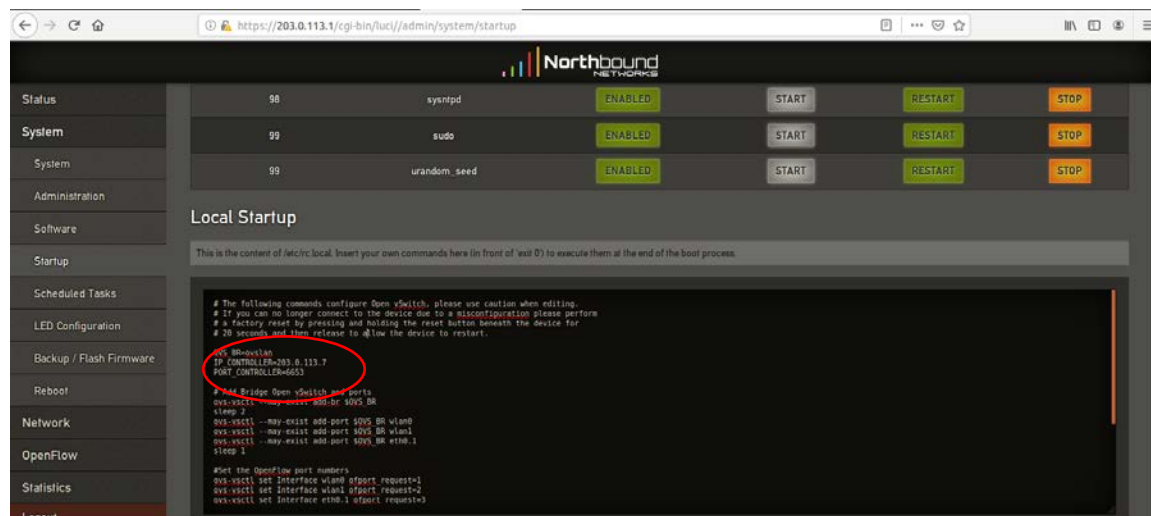 https://203.0.113.1/cgi-bin/luci//admin/system/startup
Northbound
NETWORKS
Status
System
System
Administration
Software
Startup
Scheduled Tasks
LED Configuration
Backup / Flash Firmware
Reboot
Network
OpenFlow
Statistics
98 sysntpd ENABLED START RESTART STOP
99 sudo ENABLED START RESTART STOP
99 urandom_seed ENABLED START RESTART STOP
Local Startup
This is the content of /etc/rc.local. Insert your own commands here (in front of 'exit 0') to execute them at the end of the boot process.
# The following commands configure Open vSwitch, please use caution when editing.
# If you can no longer connect to the device due to a misconfiguration please perform
# a factory reset by pressing and holding the reset button beneath the device for
# 20 seconds and then release to allow the device to restart.
OVS_BR=ovslan
IP_CONTROLLER=203.0.113.7
PORT_CONTROLLER=6653
# Add Bridge Open vSwitch and ports
ovs-vsctl --may-exist add-br $OVS_BR
sleep 2
ovs-vsctl --may-exist add-port $OVS_BR wlan0
ovs-vsctl --may-exist add-port $OVS_BR wlan1
ovs-vsctl --may-exist add-port $OVS_BR eth0.1
sleep 1
#Set the OpenFlow port numbers
ovs-vsctl set Interface wlan0 ofport_request=1
ovs-vsctl set Interface wlan1 ofport_request=2
ovs-vsctl set Interface eth0.1 ofport_request=3